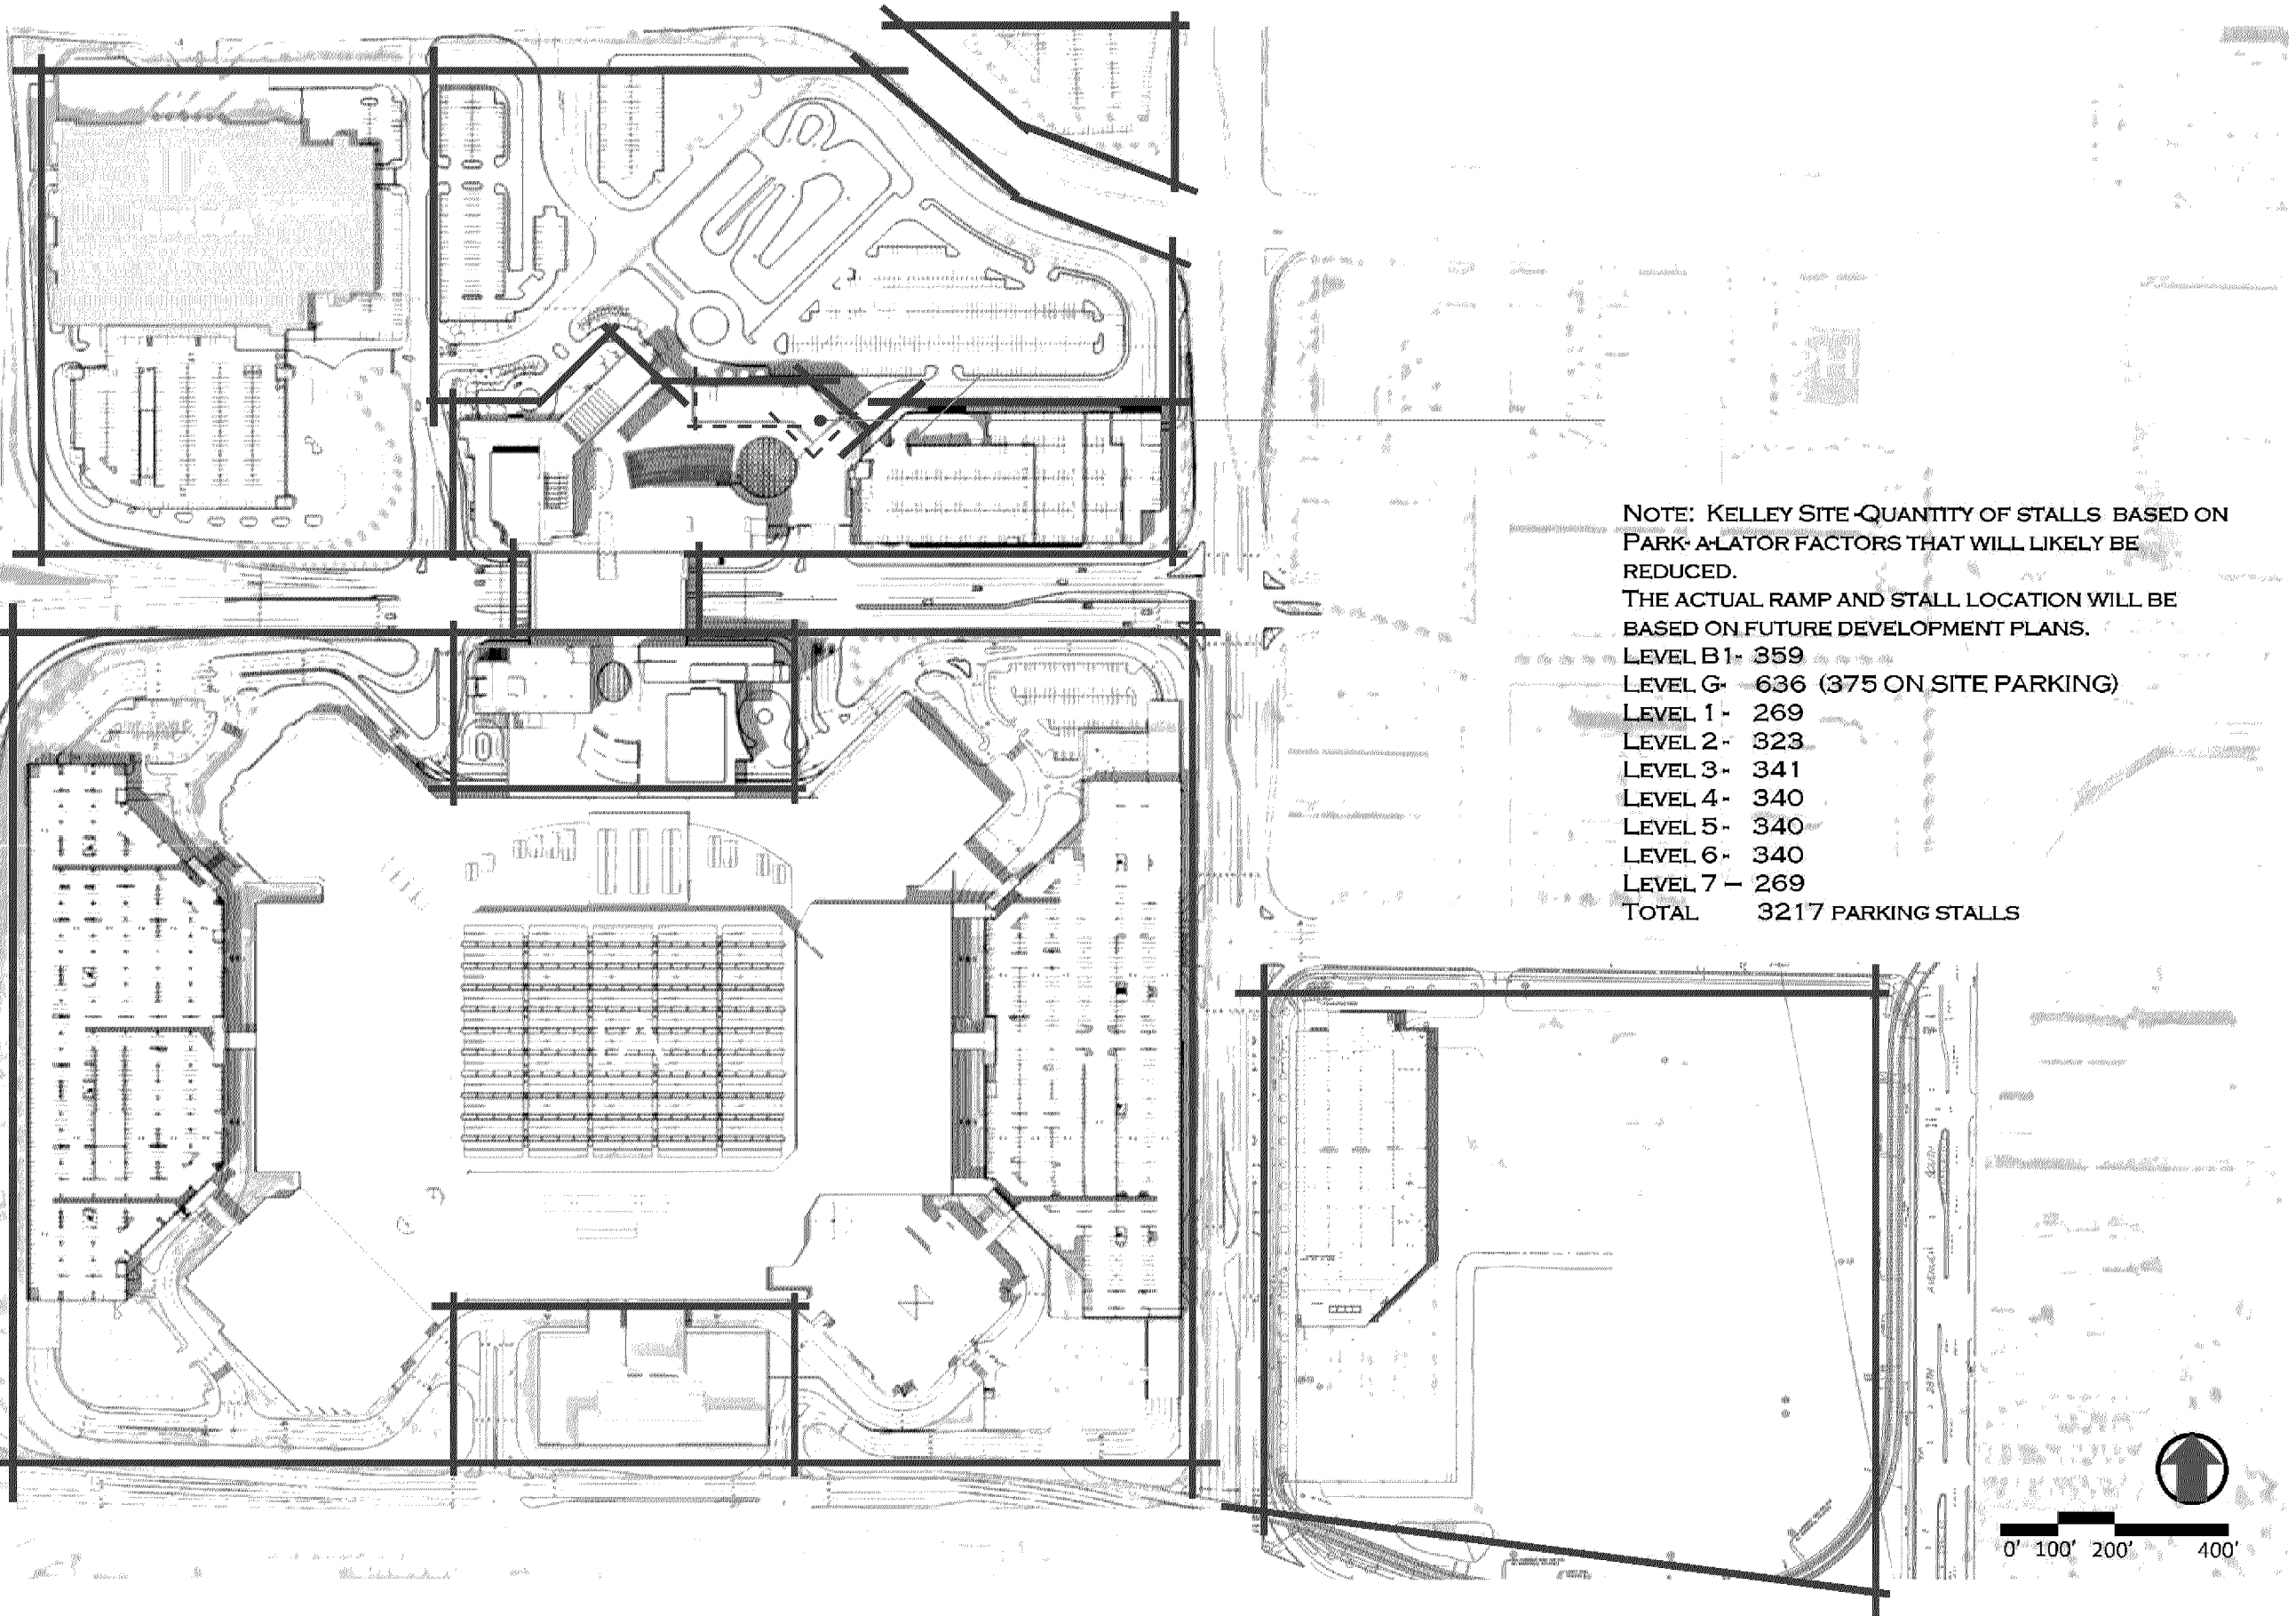 NOTE: KELLEY SITE-QUANTITY OF STALLS BASED ON
PARK-A-LATOR FACTORS THAT WILL LIKELY BE
REDUCED.
THE ACTUAL RAMP AND STALL LOCATION WILL BE
BASED ON FUTURE DEVELOPMENT PLANS.
LEVEL B1- 359
LEVEL G- 636 (375 ON SITE PARKING)
LEVEL 1 - 269
LEVEL 2 - 323
LEVEL 3 - 341
LEVEL 4 - 340
LEVEL 5 - 340
LEVEL 6 - 340
LEVEL 7 – 269
TOTAL 3217 PARKING STALLS
SOUTH
AVENUE
24TH
0' 100' 200' 400'